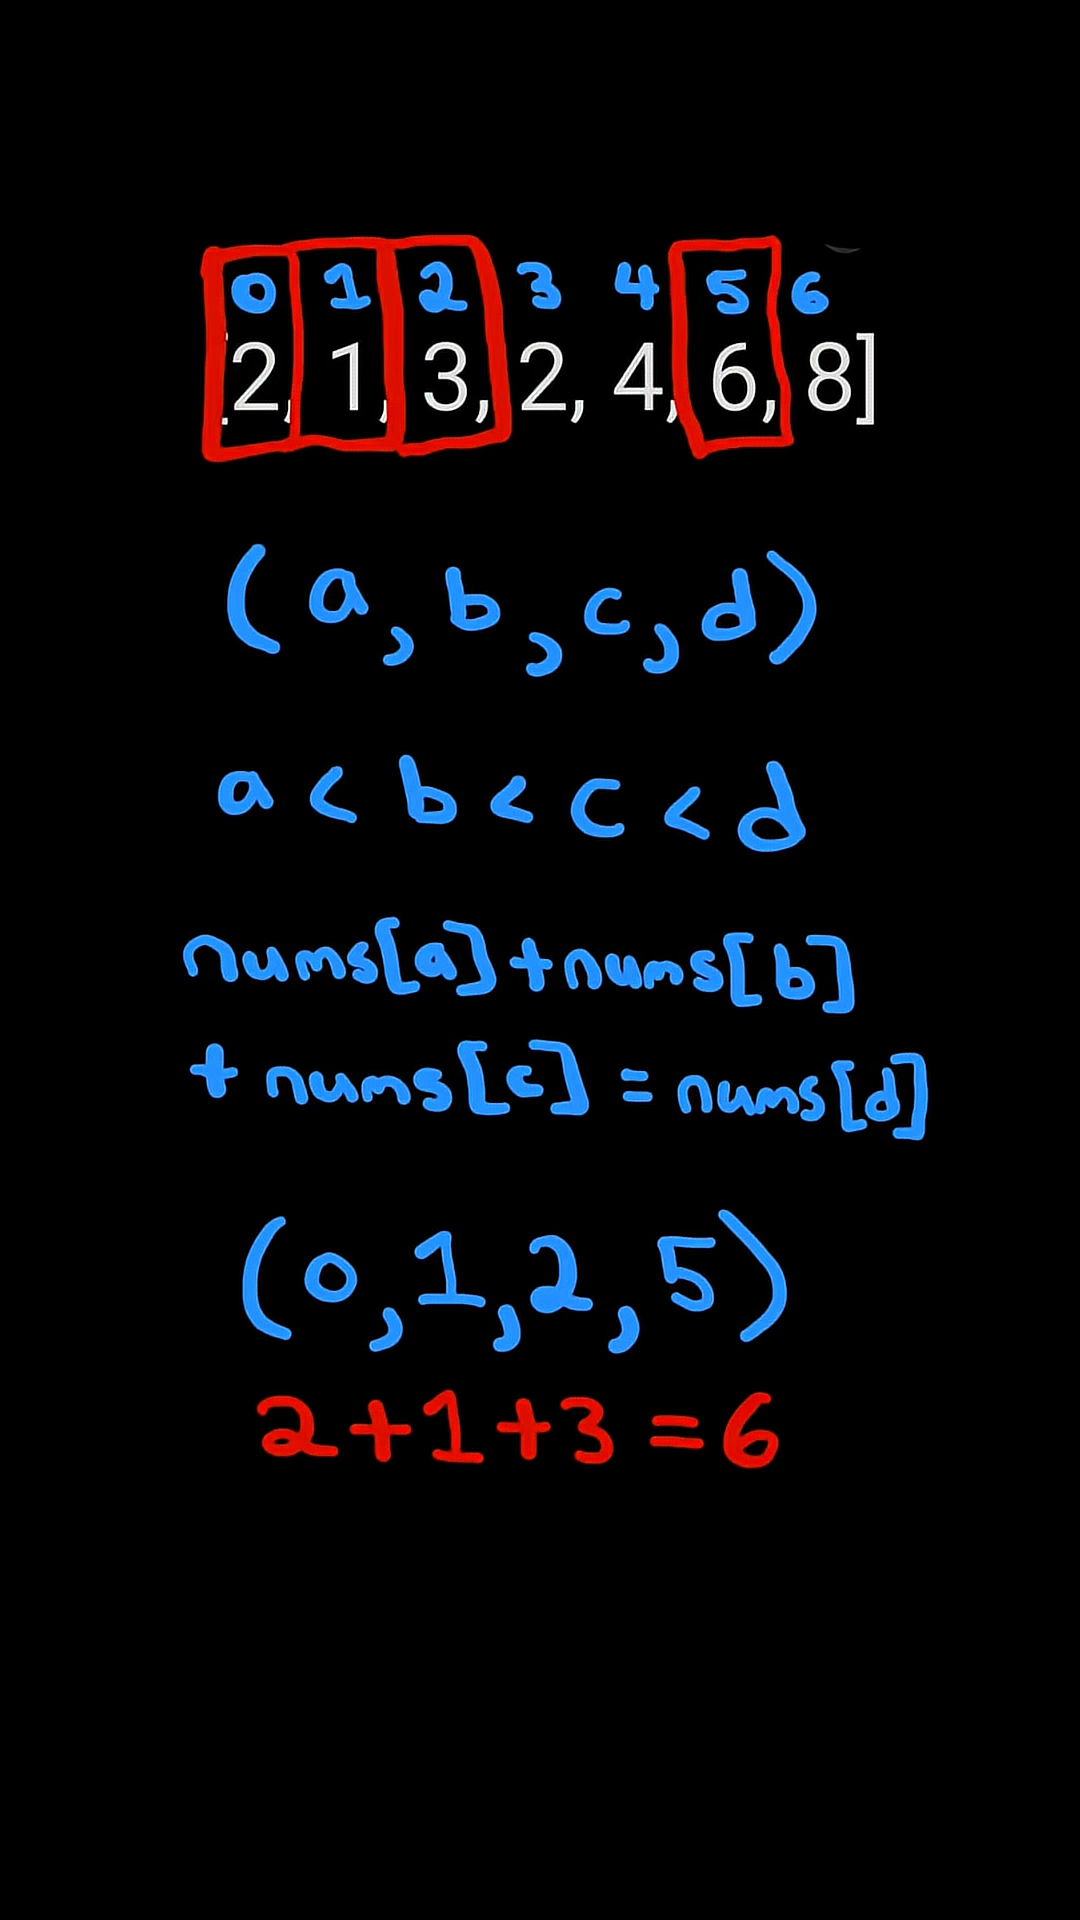 0 1 2 3 4 5 6
[2, 1, 3, 2, 4, 6, 8]
(a, b, c, d)
a < b < c < d
nums[a]+nums[b]
+ nums[c] = nums[d]
(0,1,2,5)
2+1+3=6